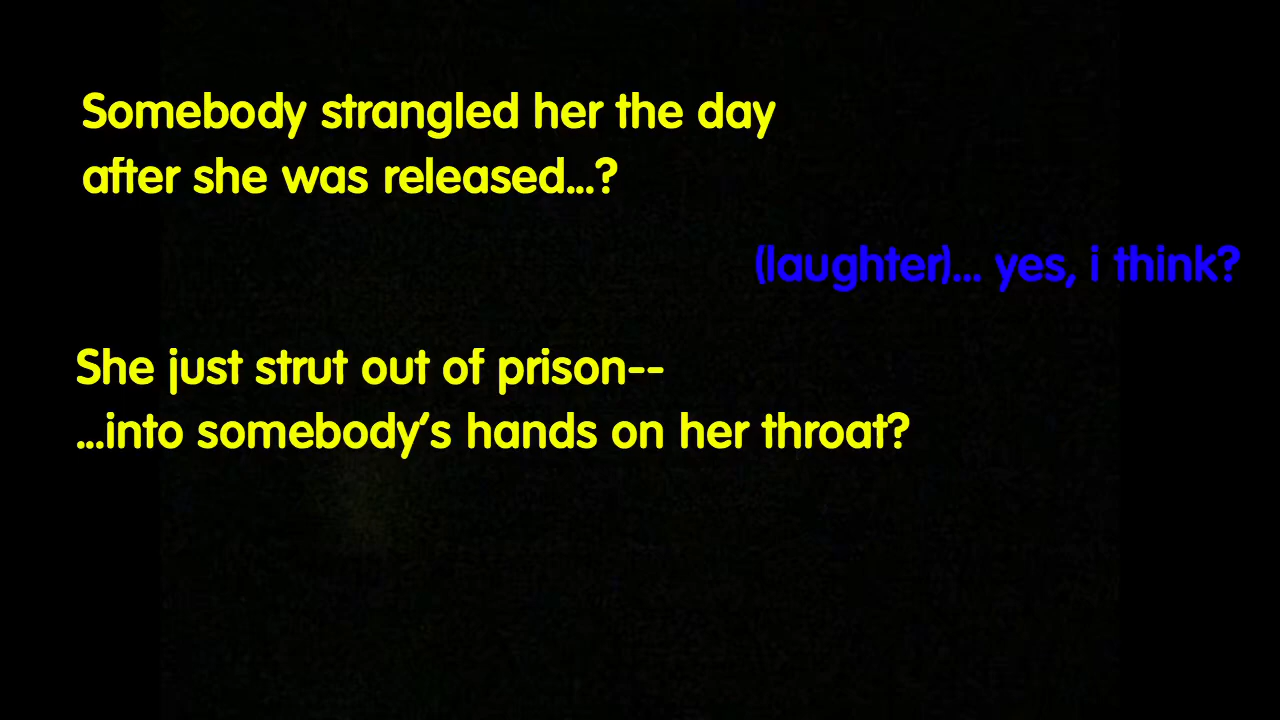 Somebody strangled her the day
after she was released...?
(laughter)... yes, i think?
She just strut out of prison--
...into somebody's hands on her throat?